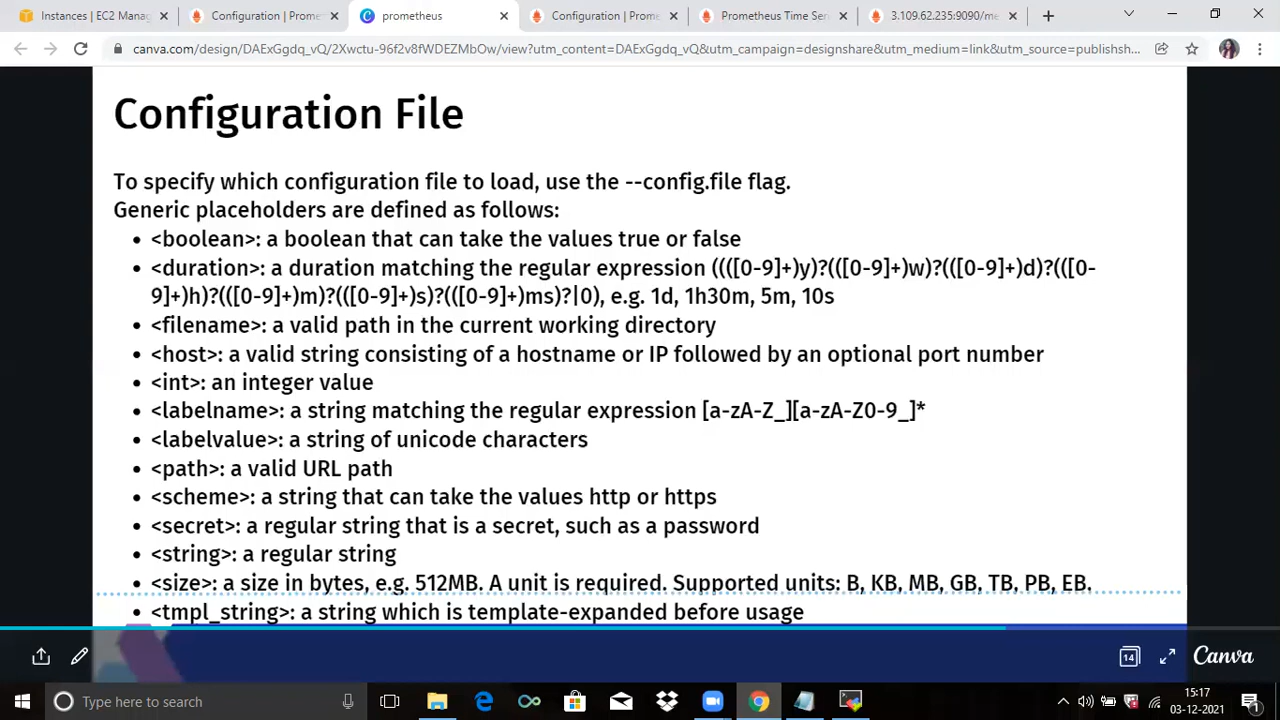 Instances | EC2 Manag
Configuration | Prome
prometheus
Configuration | Prom
Prometheus Time Seri
3.109.62.235:9090/me
canva.com/design/DAExGgdq_vQ/2Xwctu-96f2v8fWDEZMbOw/view?utm_content=DAExGgdq_vQ&utm_campaign=designshare&utm_medium=link&utm_source=publishsh...
Configuration File
To specify which configuration file to load, use the --config.file flag.
Generic placeholders are defined as follows:
• <boolean>: a boolean that can take the values true or false
• <duration>: a duration matching the regular expression ((([0-9]+)y)?(([0-9]+)w)?(([0-9]+)d)?(([0-
9]+)h)?(([0-9]+)m)?(([0-9]+)s)?(([0-9]+)ms)?|0), e.g. 1d, 1h30m, 5m, 10s
• <filename>: a valid path in the current working directory
• <host>: a valid string consisting of a hostname or IP followed by an optional port number
• <int>: an integer value
• <labelname>: a string matching the regular expression [a-zA-Z_][a-zA-Z0-9_]*
• <labelvalue>: a string of unicode characters
• <path>: a valid URL path
• <scheme>: a string that can take the values http or https
• <secret>: a regular string that is a secret, such as a password
• <string>: a regular string
• <size>: a size in bytes, e.g. 512MB. A unit is required. Supported units: B, KB, MB, GB, TB, PB, EB.
• <tmpl_string>: a string which is template-expanded before usage
14
Canva
Type here to search
15:17
03-12-2021
1